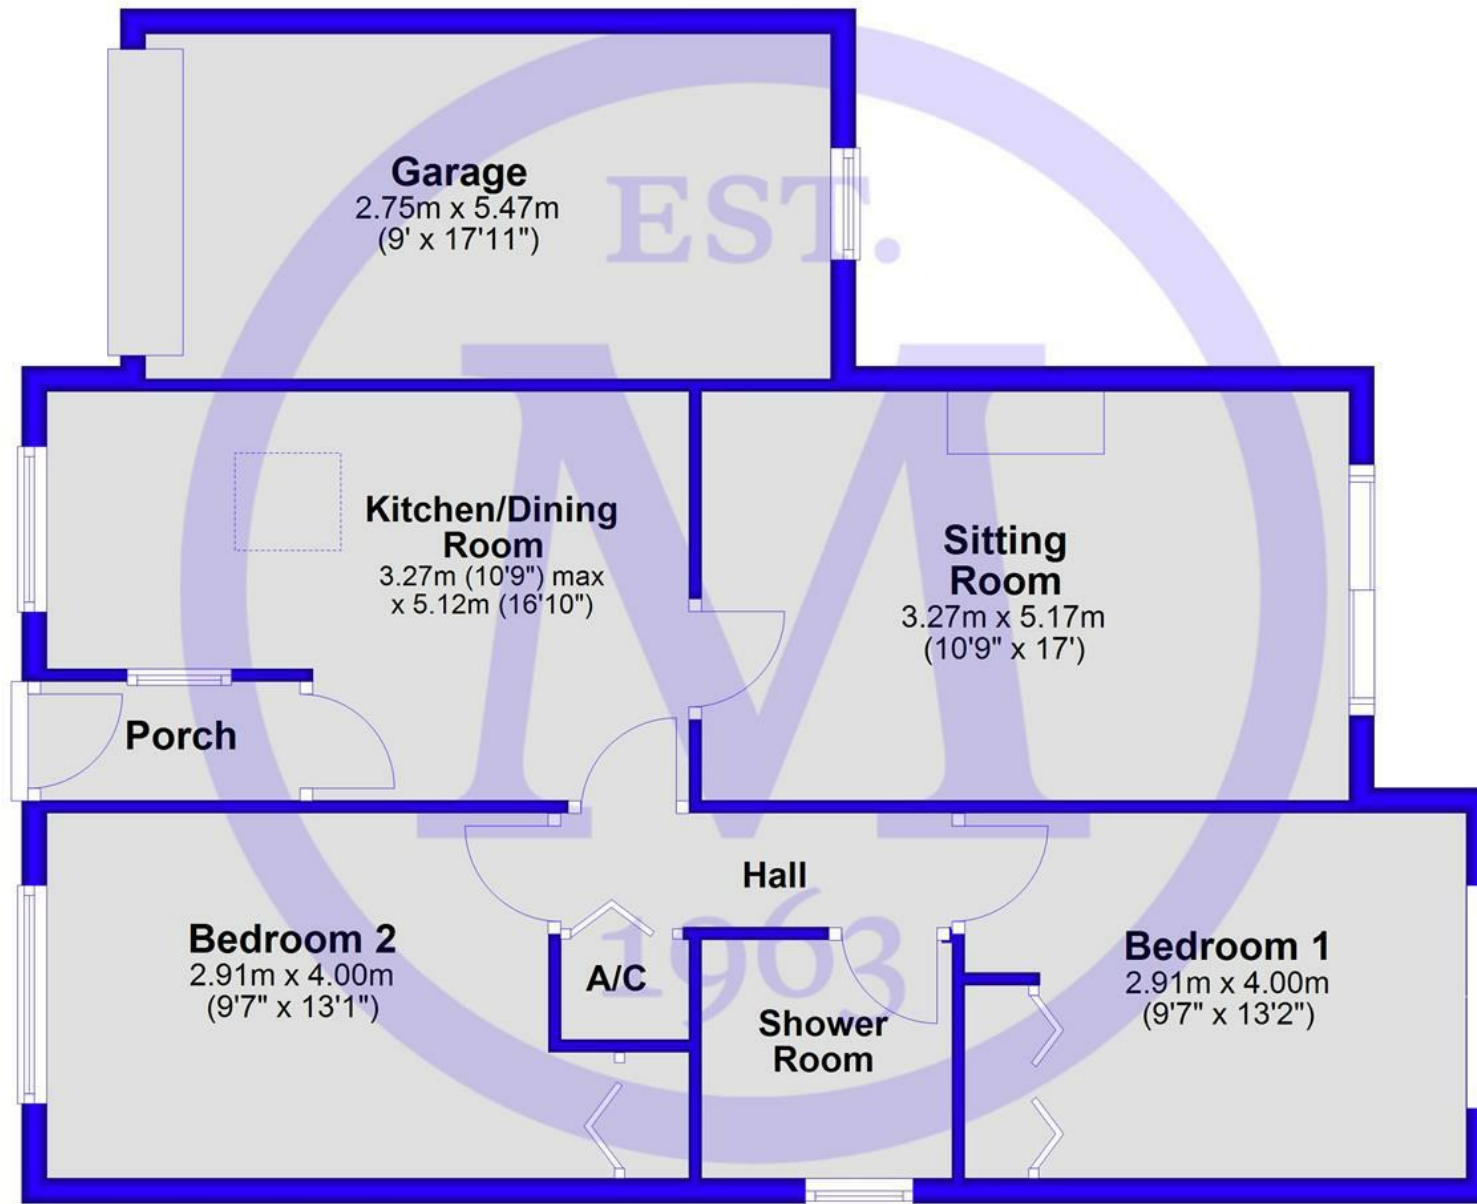 Garage
2.75m x 5.47m
(9' x 17'11")
EST.
M
Kitchen/Dining
Room
3.27m (10'9") max
x 5.12m (16'10")
Sitting
Room
3.27m x 5.17m
(10'9" x 17')
Porch
Hall
Bedroom 2
2.91m x 4.00m
(9'7" x 13'1")
A/C
1963
Shower
Room
Bedroom 1
2.91m x 4.00m
(9'7" x 13'2")